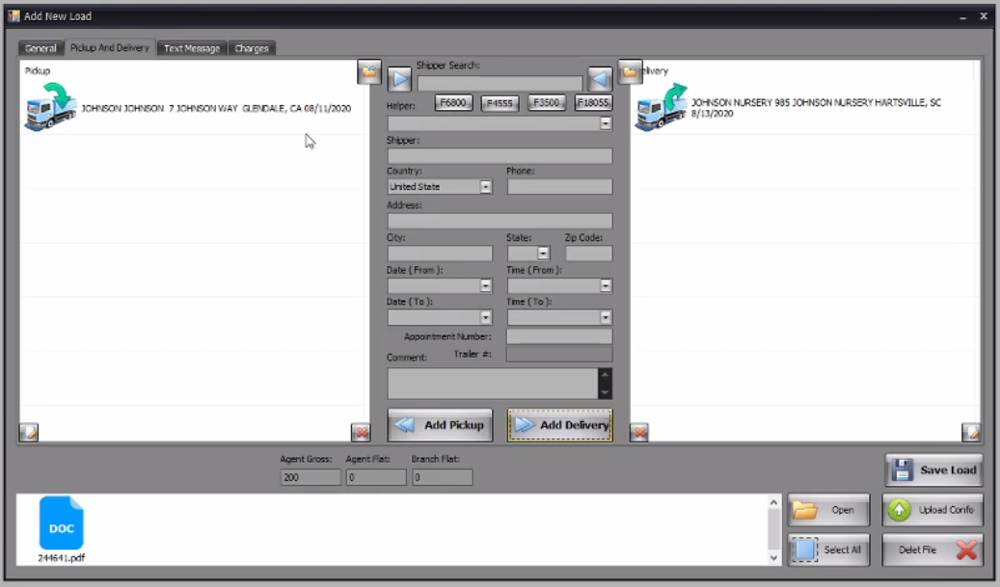 Add New Load
General
Pickup And Delivery
Text Message
Charges
Pickup
JOHNSON JOHNSON 7 JOHNSON WAY GLENDALE, CA 08/11/2020
Shipper Search:
Helper:
F6800
F4555
F3500
F18055
Shipper:
Country:
Phone:
United State
Address:
City:
State:
Zip Code:
Date ( From ):
Time ( From ):
Date ( To ):
Time ( To ):
Appointment Number:
Trailer #:
Comment:
Add Pickup
Add Delivery
elivery
JOHNSON NURSERY 985 JOHNSON NURSERY HARTSVILLE, SC
8/13/2020
Agent Gross:
Agent Flat:
Branch Flat:
200
0
0
Save Load
DOC
244641.pdf
Open
Upload Confo
Select All
Delet File